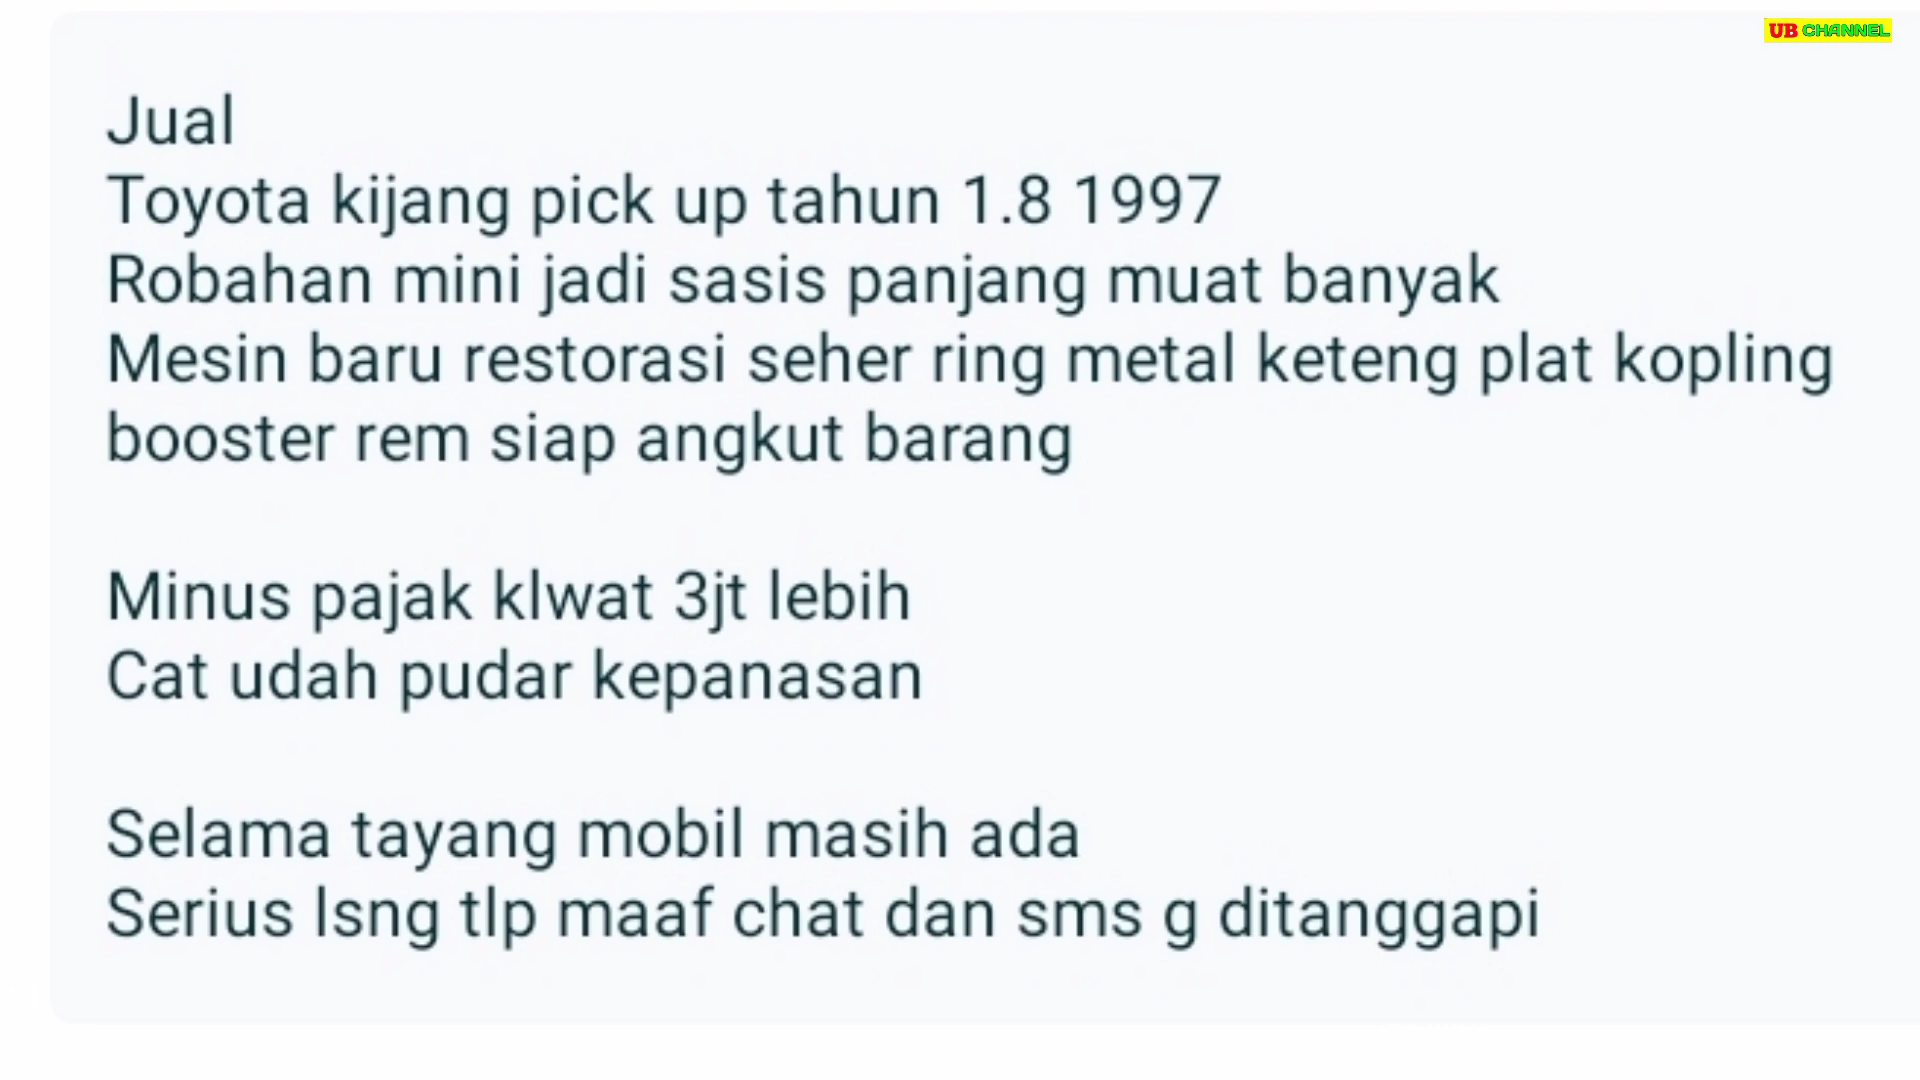 UB CHANNEL
Jual
Toyota kijang pick up tahun 1.8 1997
Robahan mini jadi sasis panjang muat banyak
Mesin baru restorasi seher ring metal keteng plat kopling
booster rem siap angkut barang
Minus pajak klwat 3jt lebih
Cat udah pudar kepanasan
Selama tayang mobil masih ada
Serius lsng tlp maaf chat dan sms g ditanggapi